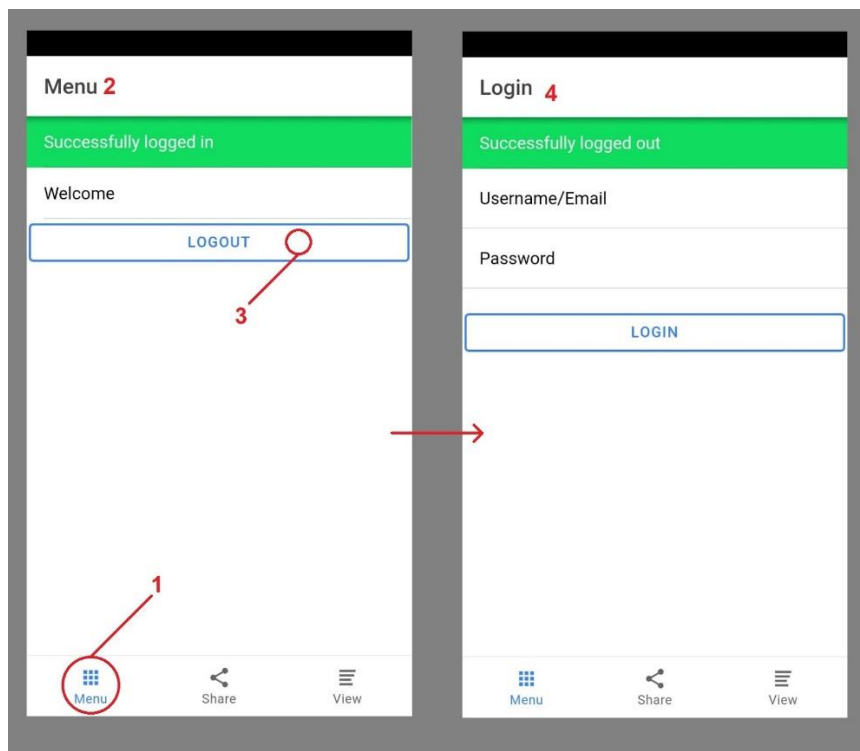 Menu 2
Successfully logged in
Welcome
LOGOUT
3
1
Menu Share View
Login 4
Successfully logged out
Username/Email
Password
LOGIN
Menu Share View